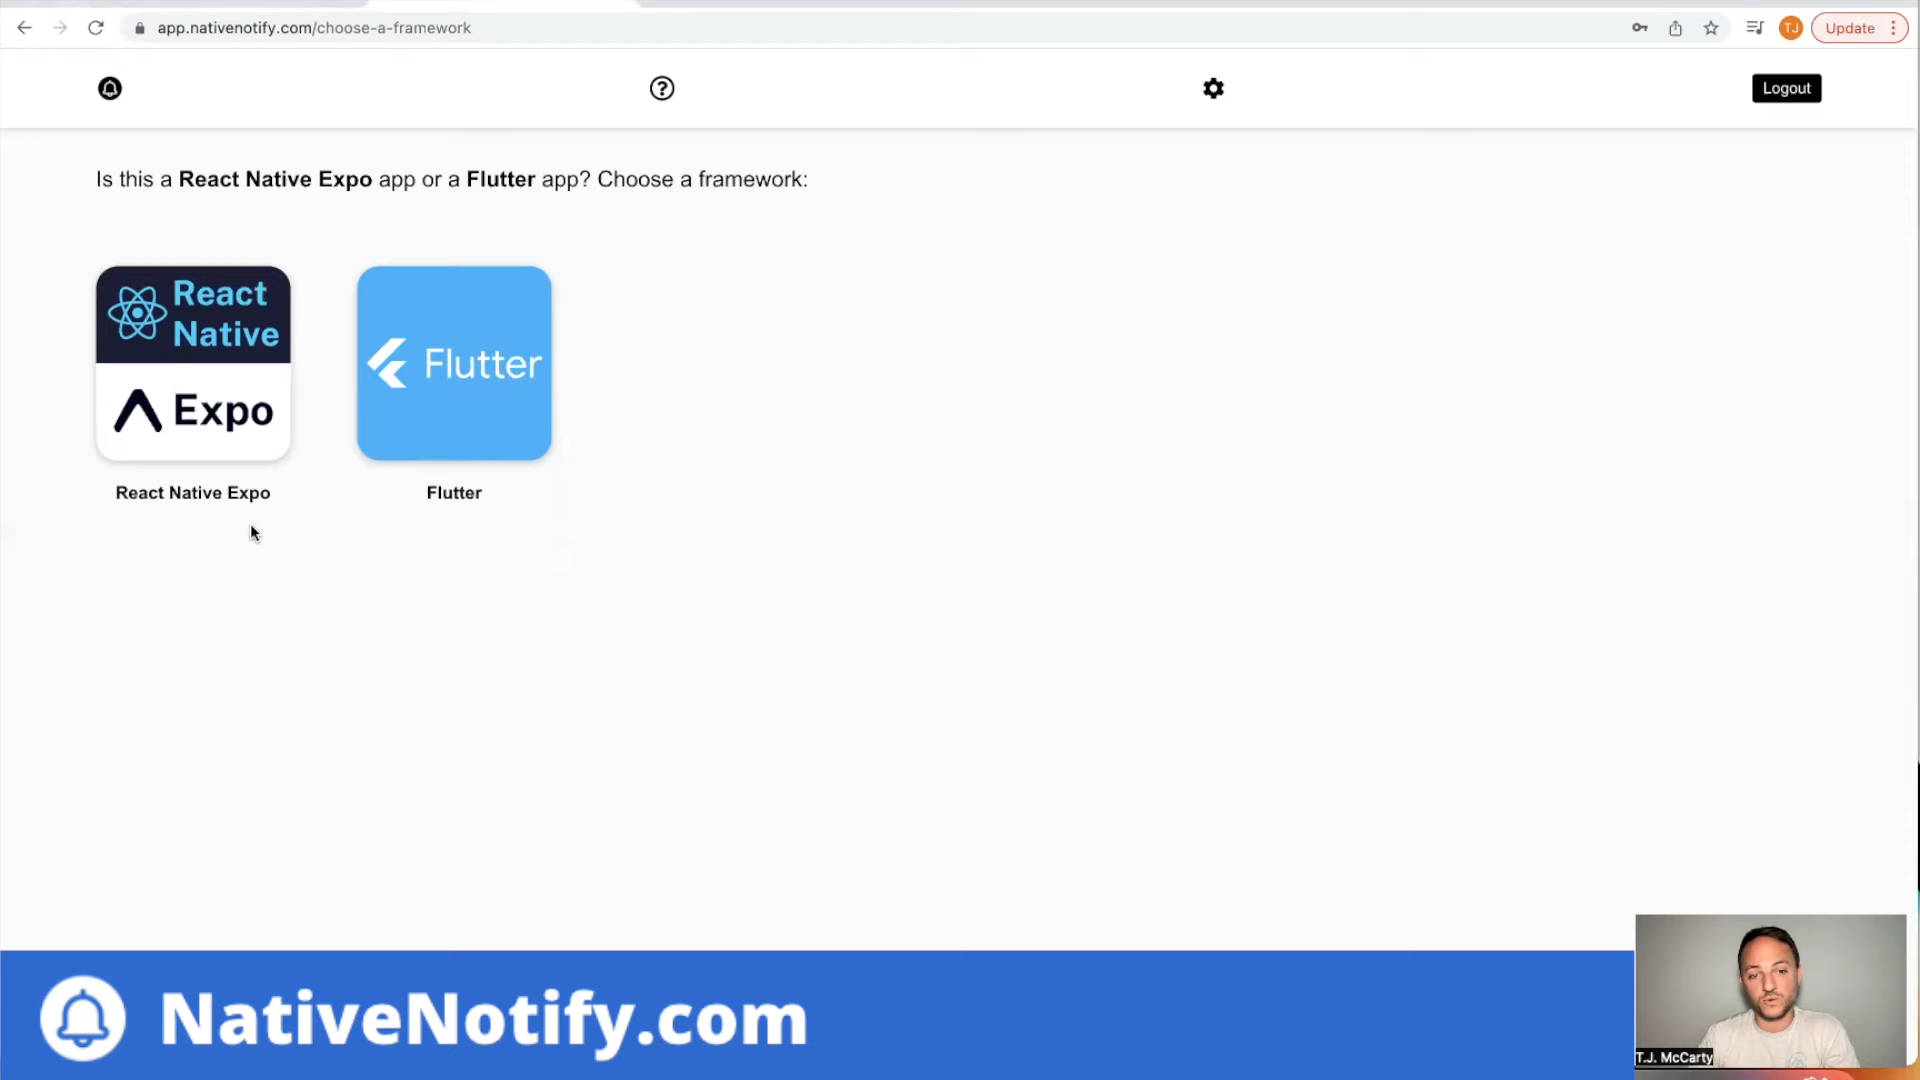 app.nativenotify.com/choose-a-framework
TJ
Update
Logout
Is this a React Native Expo app or a Flutter app? Choose a framework:
React
Native
Expo
Flutter
React Native Expo
Flutter
NativeNotify.com
T.J. McCarty